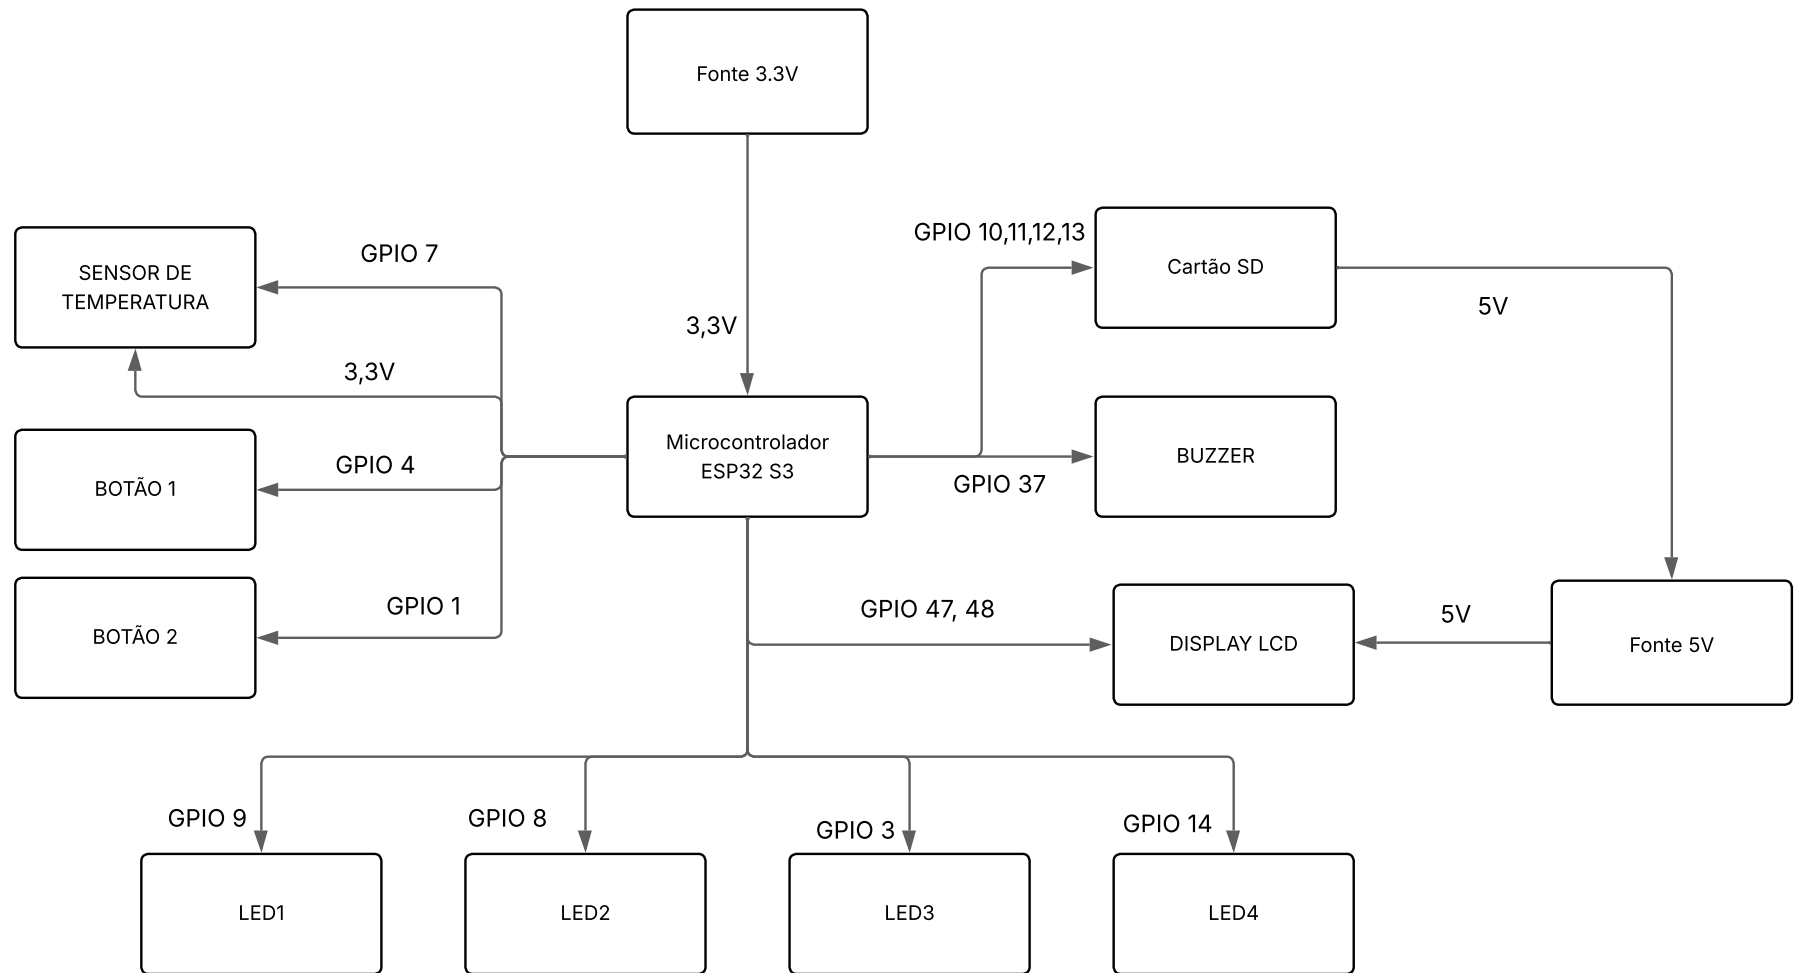 Fonte 3.3V
GPIO 10,11,12,13
GPIO 7
SENSOR DE
TEMPERATURA
Cartão SD
5V
3,3V
3,3V
Microcontrolador
ESP32 S3
BUZZER
GPIO 4
GPIO 37
BOTÃO 1
GPIO 1
GPIO 47, 48
5V
BOTÃO 2
DISPLAY LCD
Fonte 5V
GPIO 9
GPIO 8
GPIO 3
GPIO 14
LED1
LED2
LED3
LED4